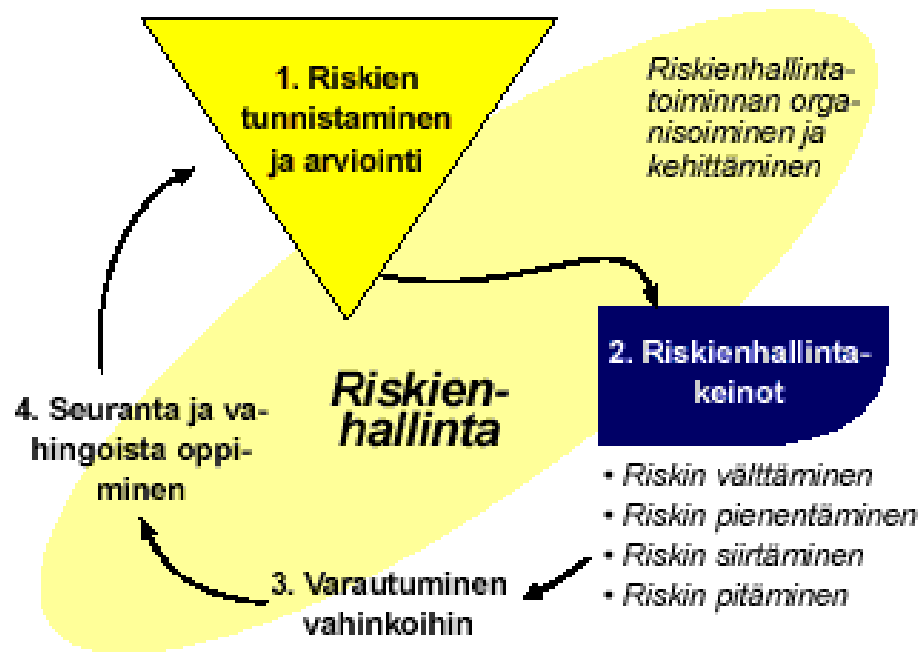 1. Riskien
tunnistaminen
ja arviointi
Riskienhallinta-
toiminnan orga-
nisoiminen ja
kehittäminen
2. Riskienhallinta-
keinot
• Riskin välttäminen
• Riskin pienentäminen
• Riskin siirtäminen
• Riskin pitäminen
3. Varautuminen
vahinkoihin
4. Seuranta ja va-
hingoista oppi-
minen
Riskien-
hallinta